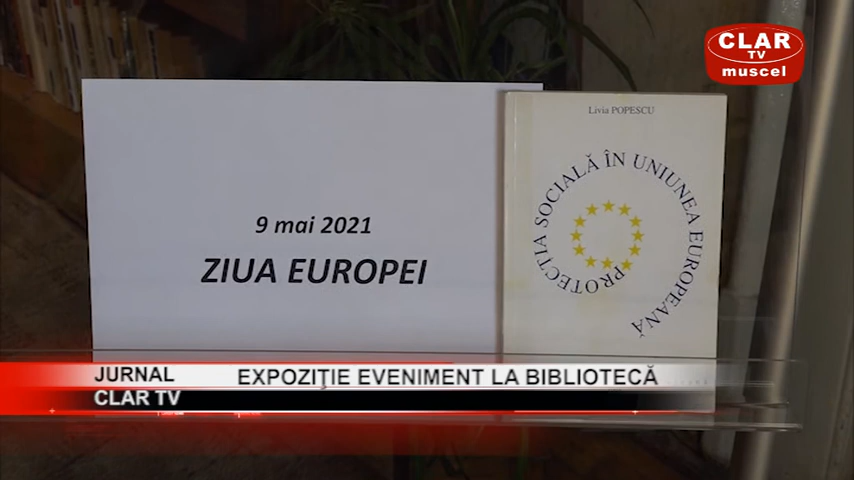 CLAR
TV
muscel
Livia POPESCU
PROTECȚIA SOCIALĂ ÎN UNIUNEA EUROPEANĂ
9 mai 2021
ZIUA EUROPEI
JURNAL
EXPOZIŢIE EVENIMENT LA BIBLIOTECĂ
CLAR TV